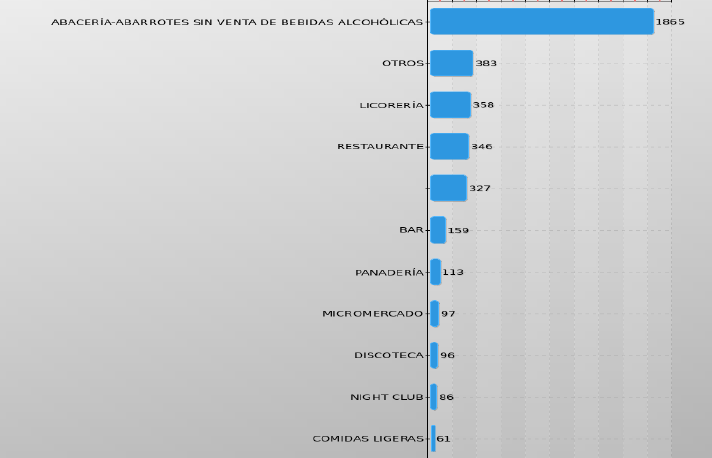 ABACERÍA-ABARROTES SIN VENTA DE BEBIDAS ALCOHÓLICAS 1865
OTROS 383
LICORERÍA 358
RESTAURANTE 346
327
BAR 159
PANADERÍA 113
MICROMERCADO 97
DISCOTECA 96
NIGHT CLUB 86
COMIDAS LIGERAS 61